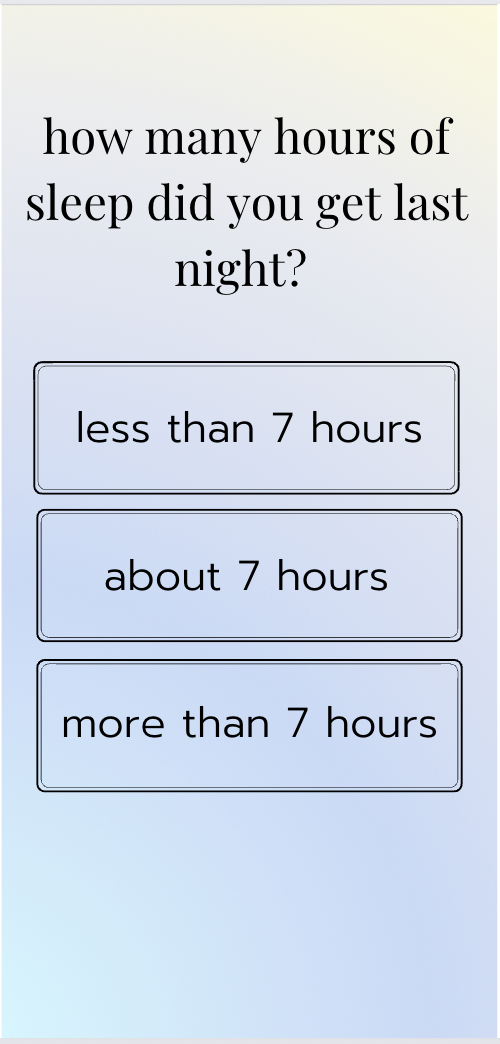 how many hours of
sleep did you get last
night?
less than 7 hours
about 7 hours
more than 7 hours